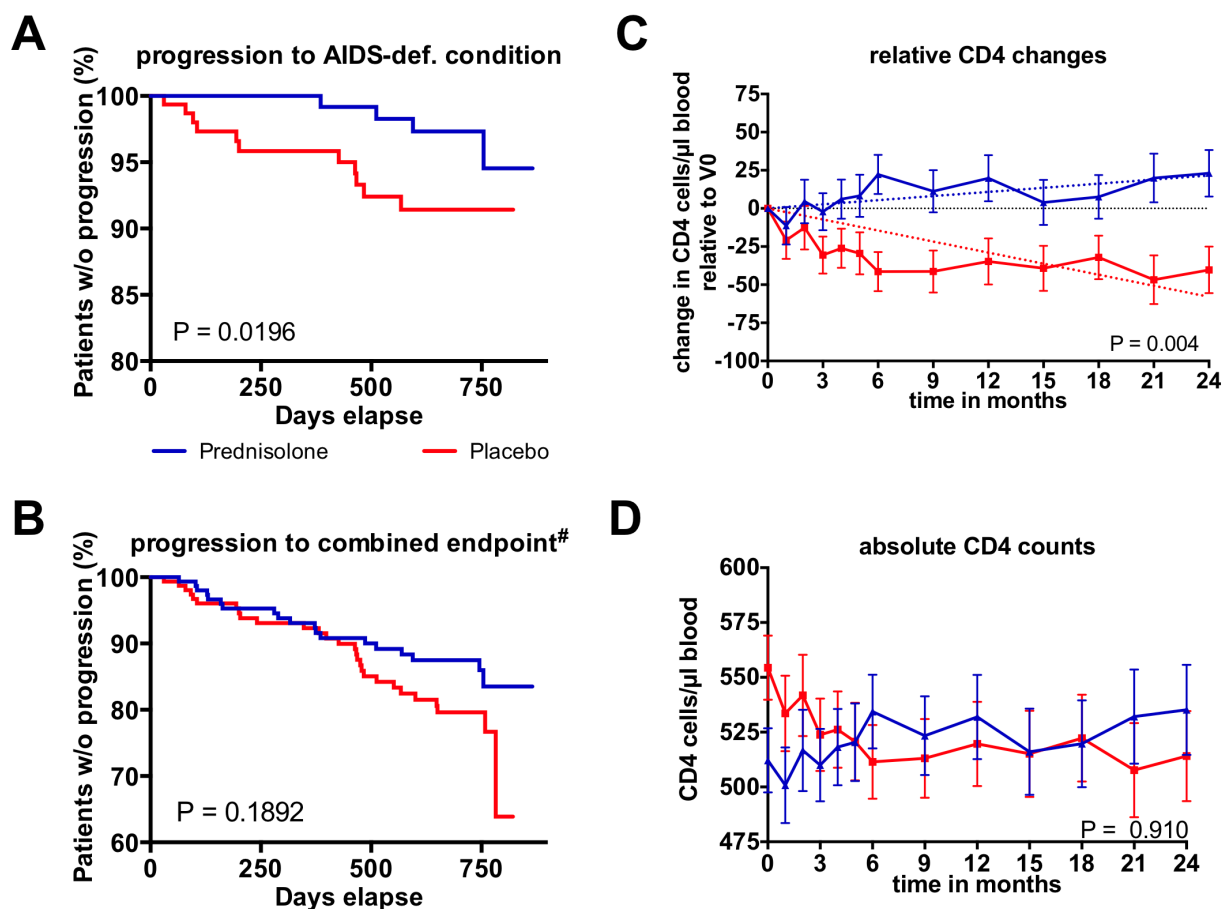 A
progression to AIDS-def. condition
Patients w/o progression (%)
100
95
90
85
80
P = 0.0196
0 250 500 750
Days elapse
Prednisolone Placebo
B
progression to combined endpoint#
Patients w/o progression (%)
100
90
80
70
60
P = 0.1892
0 250 500 750
Days elapse
C
relative CD4 changes
change in CD4 cells/µl blood
relative to V0
75
50
25
0
-25
-50
-75
-100
P = 0.004
0 3 6 9 12 15 18 21 24
time in months
D
absolute CD4 counts
CD4 cells/µl blood
600
575
550
525
500
475
P = 0.910
0 3 6 9 12 15 18 21 24
time in months